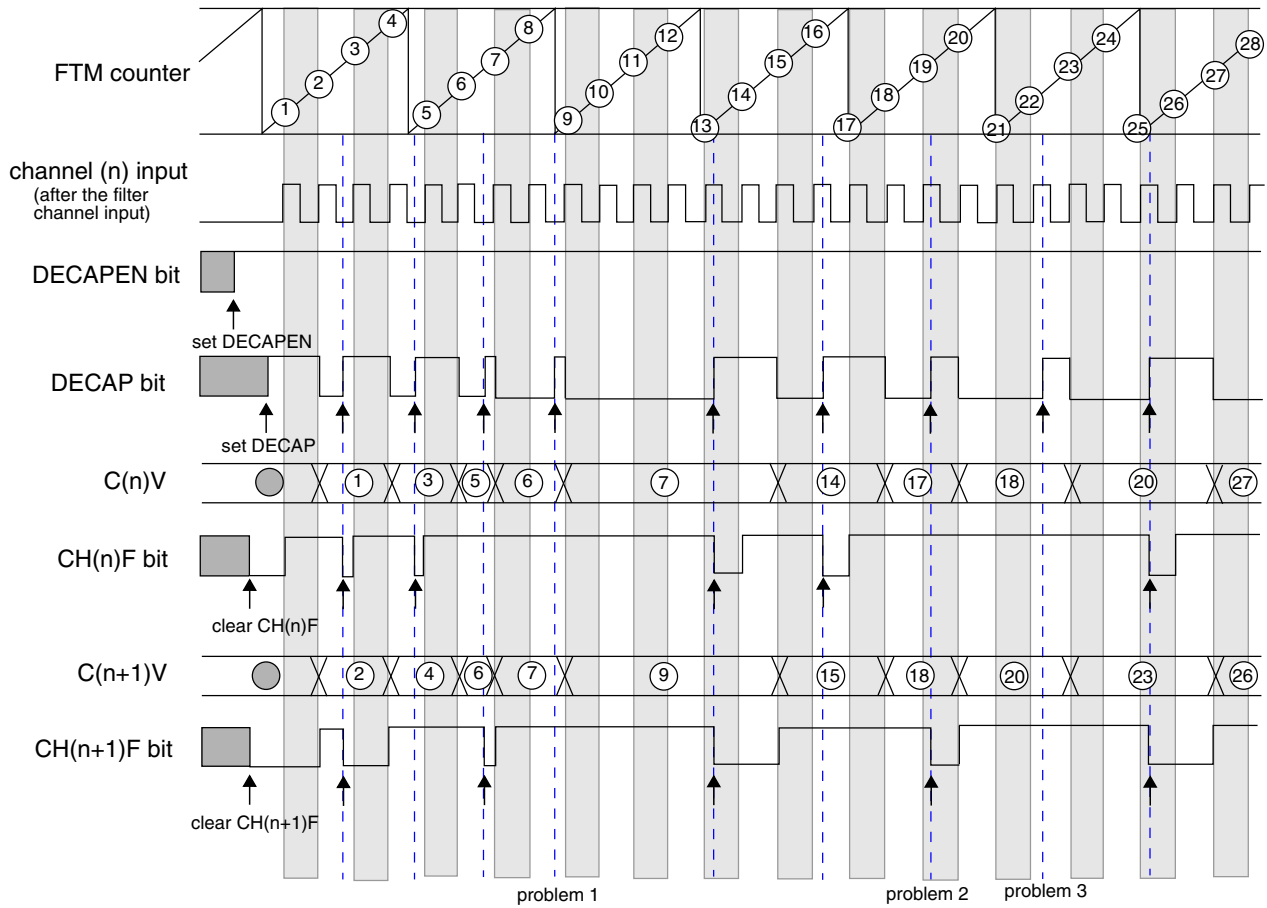 4 8 12 16 20 24 28
3 7 11 15 19 23 27
2 6 10 14 18 22 26
1 5 9 13 17 21 25
FTM counter
channel (n) input
(after the filter
channel input)
DECAPEN bit
set DECAPEN
DECAP bit
set DECAP
C(n)V 1 3 5 6 7 14 17 18 20 27
CH(n)F bit
clear CH(n)F
C(n+1)V 2 4 6 7 9 15 18 20 23 26
CH(n+1)F bit
clear CH(n+1)F
problem 1 problem 2 problem 3